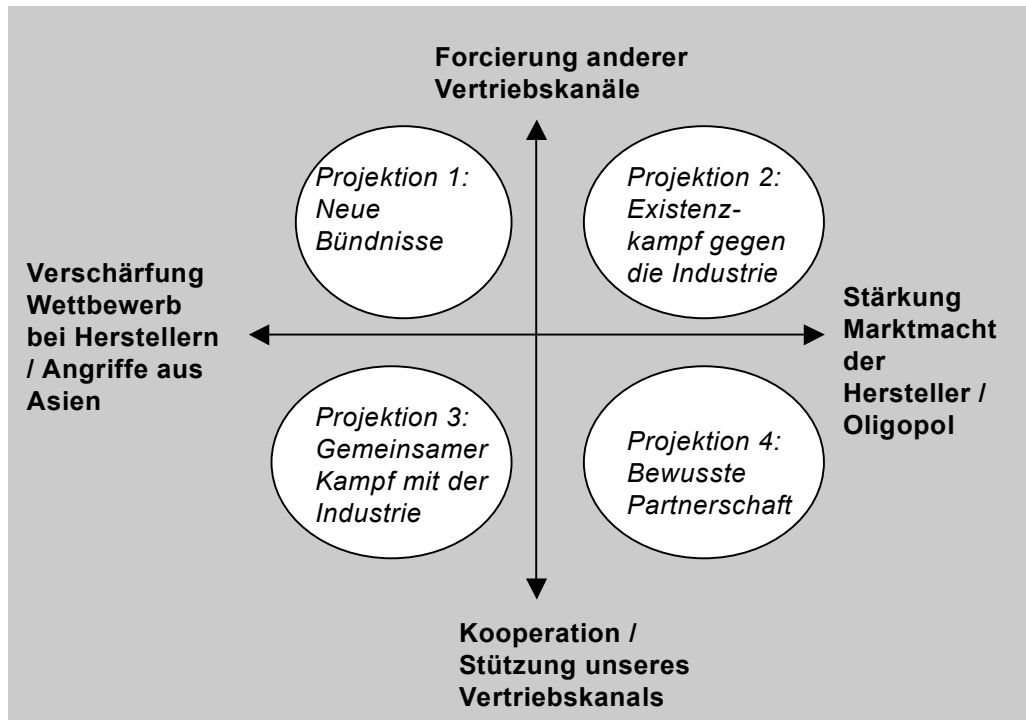 Forcierung anderer
Vertriebskanäle
Projektion 1:
Neue
Bündnisse
Projektion 2:
Existenz-
kampf gegen
die Industrie
Verschärfung
Wettbewerb
bei Herstellern
/ Angriffe aus
Asien
Stärkung
Marktmacht
der
Hersteller /
Oligopol
Projektion 3:
Gemeinsamer
Kampf mit der
Industrie
Projektion 4:
Bewusste
Partnerschaft
Kooperation /
Stützung unseres
Vertriebskanals